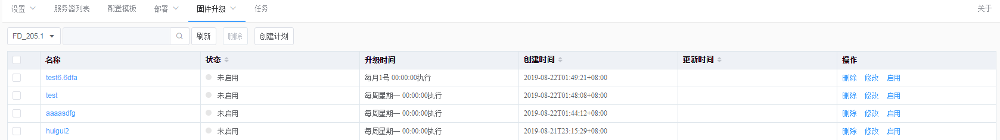 设置 服务器列表 配置模板 部署 固件升级 任务 关于
FD_205.1 刷新 删除 创建计划
名称 状态 升级时间 创建时间 更新时间 操作
test6.6dfa 未启用 每月1号 00:00:00执行 2019-08-22T01:49:21+08:00 删除 修改 启用
test 未启用 每周星期一 00:00:00执行 2019-08-22T01:48:08+08:00 删除 修改 启用
aaaasdfg 未启用 每周星期一 00:00:00执行 2019-08-22T01:44:12+08:00 删除 修改 启用
huigui2 未启用 每周星期一 00:00:00执行 2019-08-21T23:15:29+08:00 删除 修改 启用